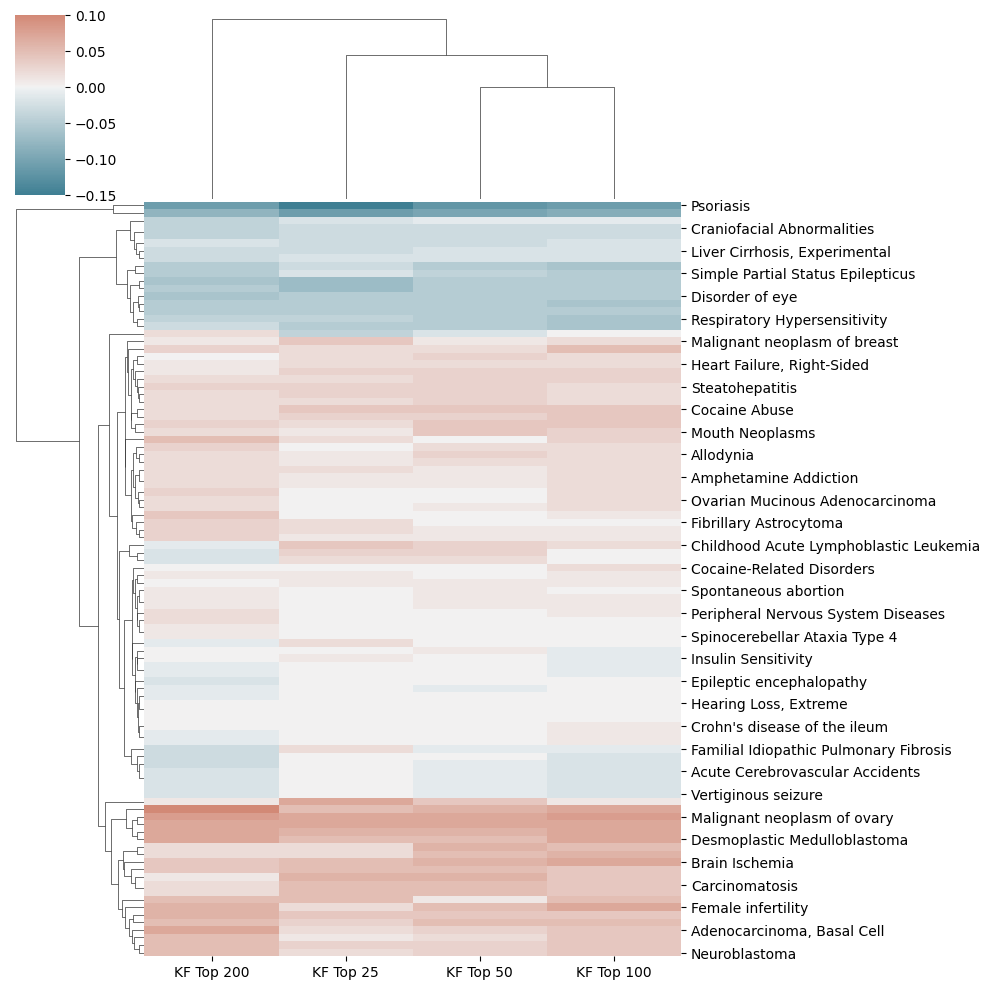 0.10
0.05
0.00
−0.05
−0.10
−0.15
Psoriasis
Craniofacial Abnormalities
Liver Cirrhosis, Experimental
Simple Partial Status Epilepticus
Disorder of eye
Respiratory Hypersensitivity
Malignant neoplasm of breast
Heart Failure, Right-Sided
Steatohepatitis
Cocaine Abuse
Mouth Neoplasms
Allodynia
Amphetamine Addiction
Ovarian Mucinous Adenocarcinoma
Fibrillary Astrocytoma
Childhood Acute Lymphoblastic Leukemia
Cocaine-Related Disorders
Spontaneous abortion
Peripheral Nervous System Diseases
Spinocerebellar Ataxia Type 4
Insulin Sensitivity
Epileptic encephalopathy
Hearing Loss, Extreme
Crohn's disease of the ileum
Familial Idiopathic Pulmonary Fibrosis
Acute Cerebrovascular Accidents
Vertiginous seizure
Malignant neoplasm of ovary
Desmoplastic Medulloblastoma
Brain Ischemia
Carcinomatosis
Female infertility
Adenocarcinoma, Basal Cell
Neuroblastoma
KF Top 200 KF Top 25 KF Top 50 KF Top 100